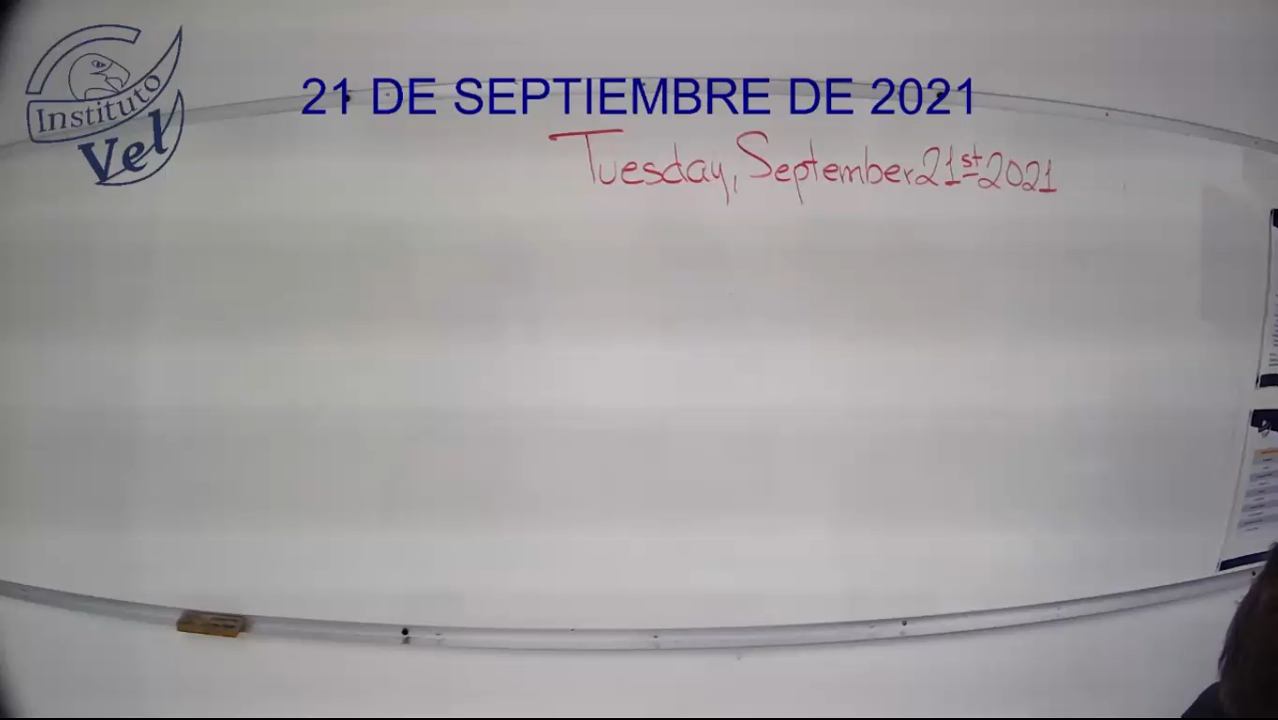 Instituto
Vel
21 DE SEPTIEMBRE DE 2021
Tuesday, September 21st 2021